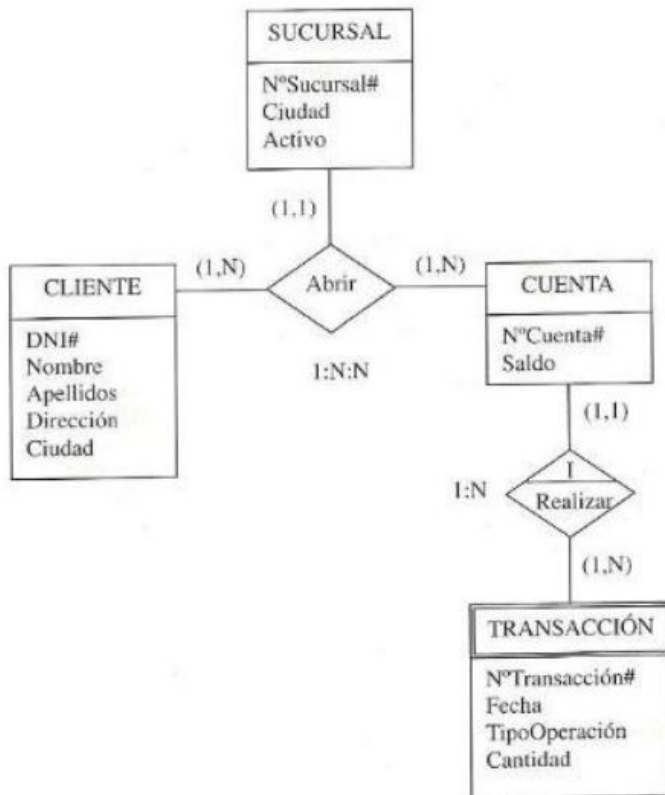 SUCURSAL
NºSucursal#
Ciudad
Activo
(1,1)
(1,N)
Abrir
(1,N)
1:N:N
CLIENTE
DNI#
Nombre
Apellidos
Dirección
Ciudad
CUENTA
NºCuenta#
Saldo
(1,1)
I
Realizar
1:N
(1,N)
TRANSACCIÓN
NºTransacción#
Fecha
TipoOperación
Cantidad